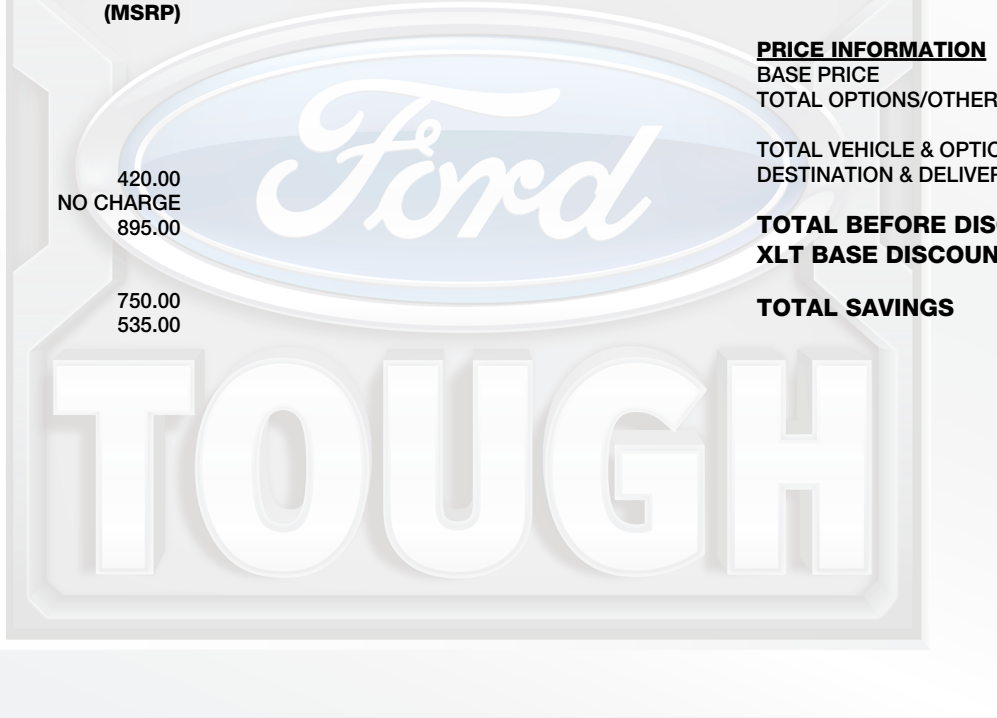 (MSRP)
420.00
NO CHARGE
895.00
750.00
535.00
PRICE INFORMATION
BASE PRICE
TOTAL OPTIONS/OTHER
TOTAL VEHICLE & OPTIO
DESTINATION & DELIVER
TOTAL BEFORE DIS
XLT BASE DISCOUN
TOTAL SAVINGS
Ford
TOUGH